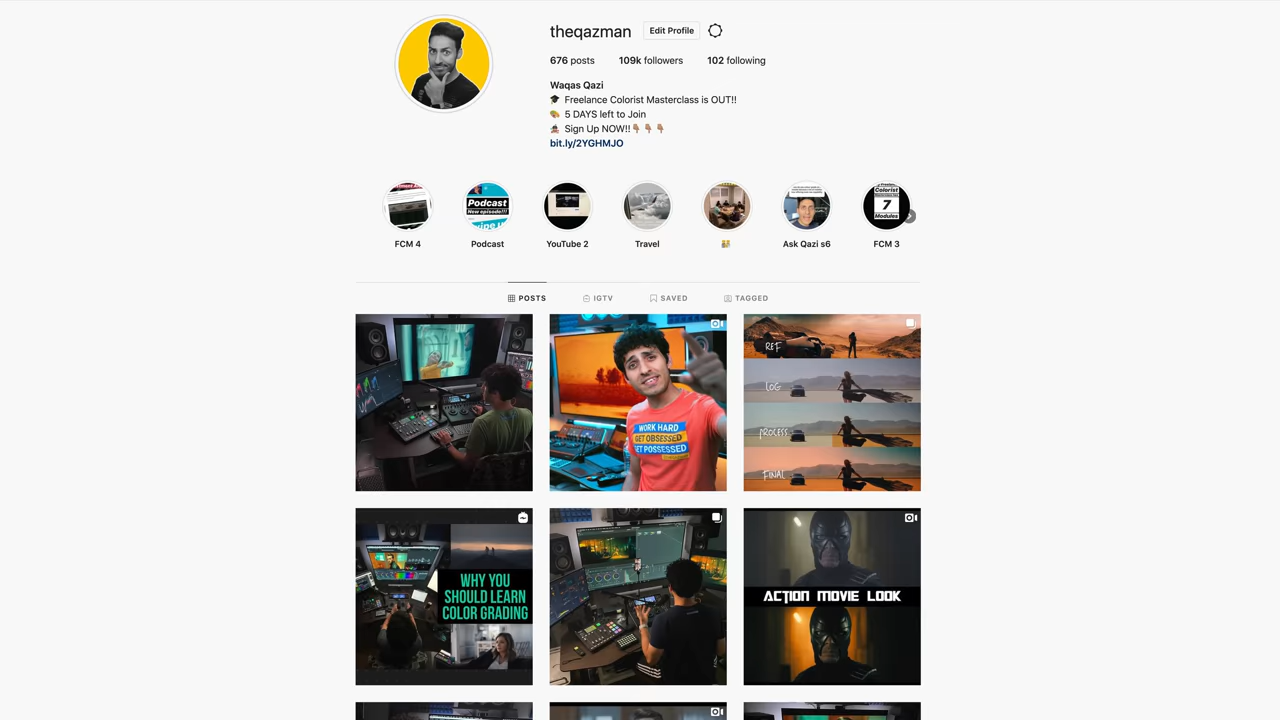 theqazman Edit Profile
676 posts 109k followers 102 following
Waqas Qazi
Freelance Colorist Masterclass is OUT!!
5 DAYS left to Join
Sign Up NOW!!
bit.ly/2YGHMJO
Podcast
New episode!!!
Colorist
7
Modules
FCM 4 Podcast YouTube 2 Travel Ask Qazi s6 FCM 3
POSTS IGTV SAVED TAGGED
WORK HARD
GET OBSESSED
GET POSSESSED
REF
LOG
PROCESS
FINAL
WHY YOU
SHOULD LEARN
COLOR GRADING
ACTION MOVIE LOOK